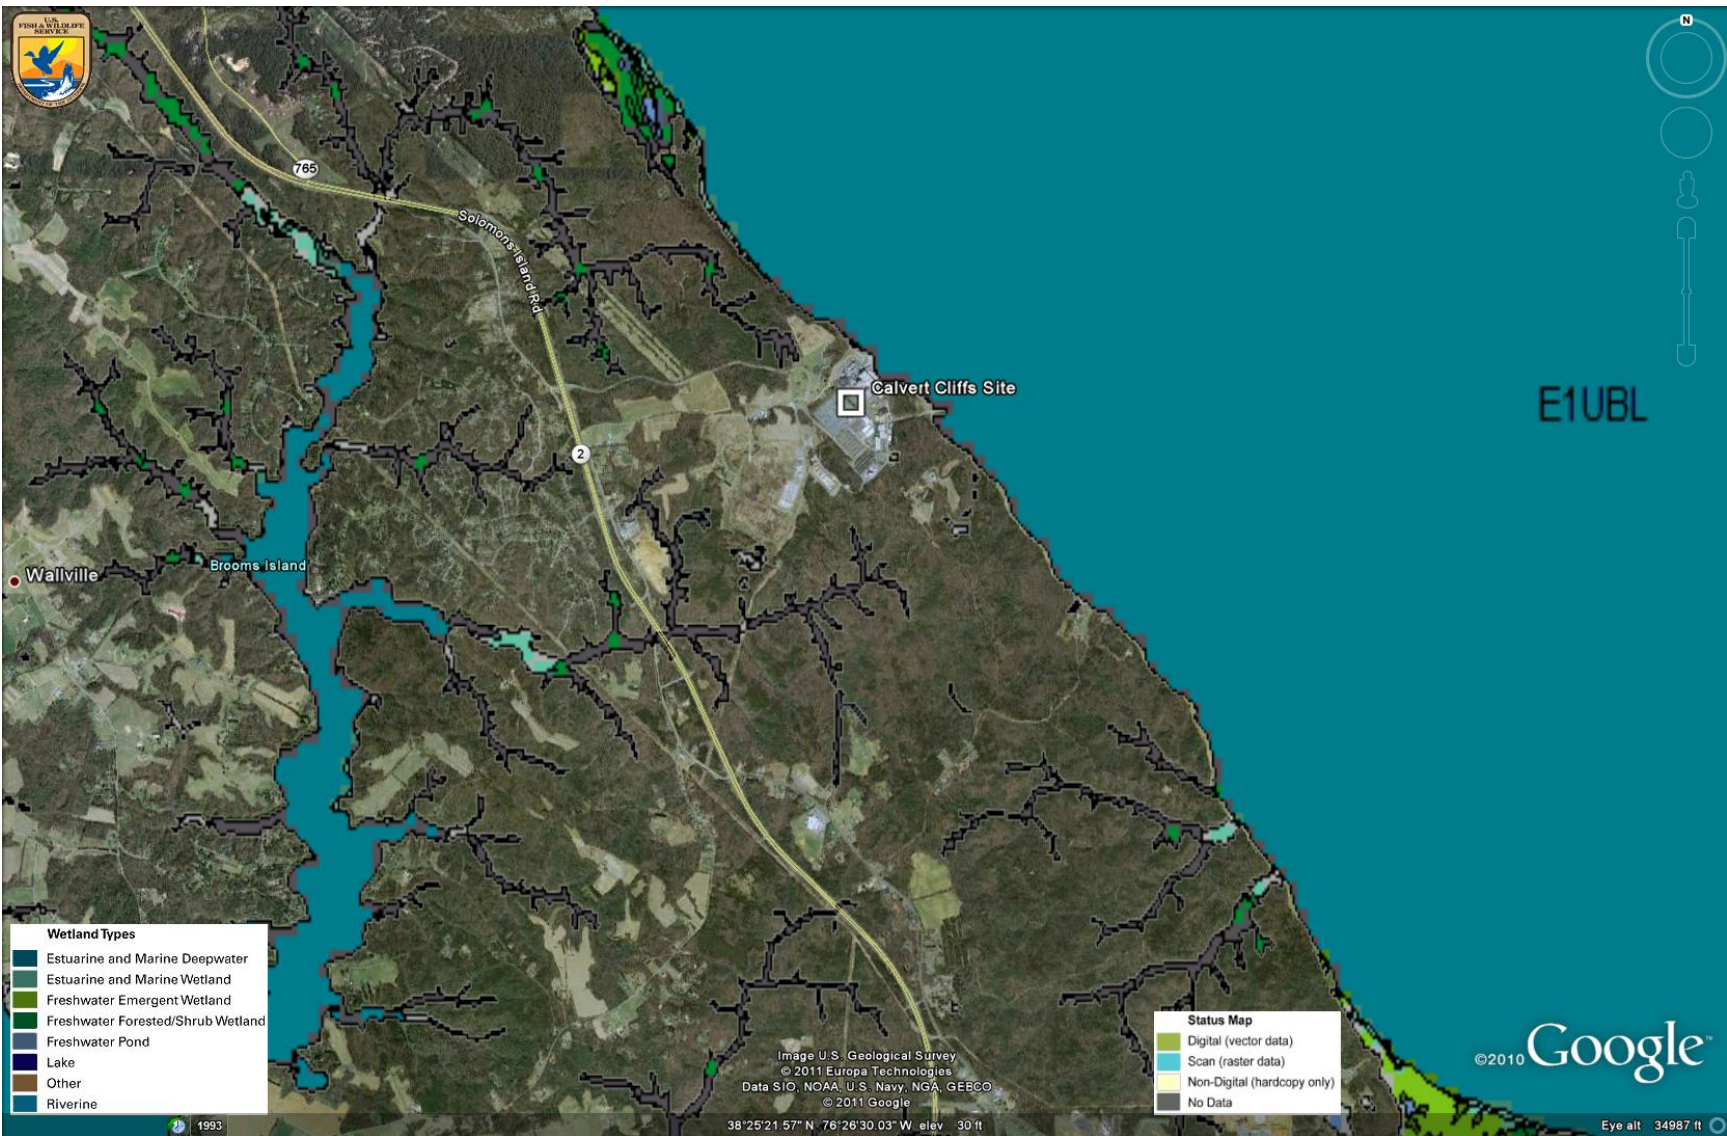 U.S.
FISH & WILDLIFE
SERVICE
N
765
Solomons Island Rd
Calvert Cliffs Site
E1UBL
2
Brooms Island
Wallville
Wetland Types
Estuarine and Marine Deepwater
Estuarine and Marine Wetland
Freshwater Emergent Wetland
Freshwater Forested/Shrub Wetland
Freshwater Pond
Lake
Other
Riverine
Status Map
Digital (vector data)
Scan (raster data)
Non-Digital (hardcopy only)
No Data
©2010 Google™
Image U.S. Geological Survey
© 2011 Europa Technologies
Data SIO, NOAA, U.S. Navy, NGA, GEBCO
© 2011 Google
1993
38°25'21.57" N 76°26'30.03" W elev 30 ft
Eye alt 34987 ft